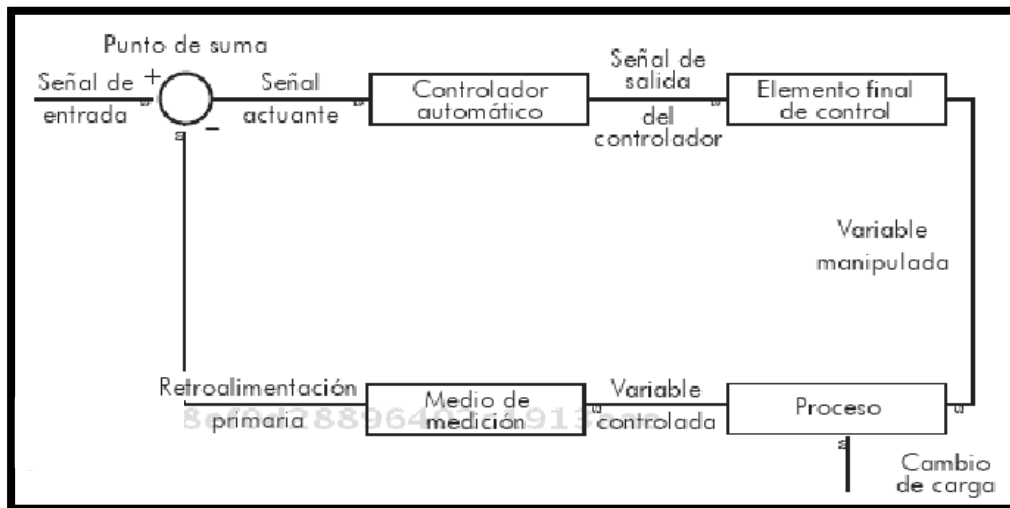 Punto de suma
Señal de
entrada
+
-
Señal
actuante
Controlador
automático
Señal de
salida
del
controlador
Elemento final
de control
Variable
manipulada
Retroalimentación
primaria
Medio de
medición
Variable
controlada
Proceso
Cambio
de carga